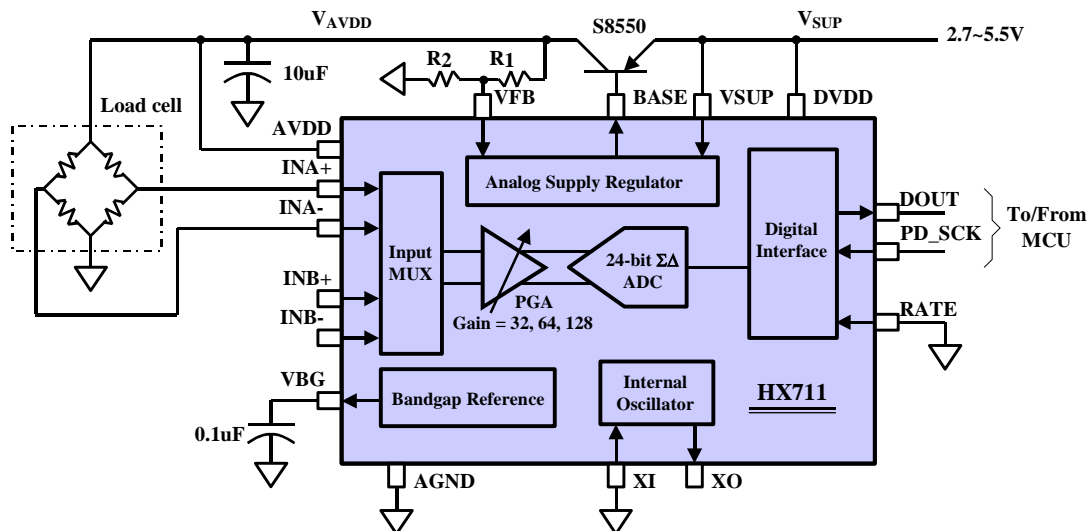 V_AVDD
S8550
V_SUP
2.7~5.5V
R2
R1
10uF
VFB
BASE
VSUP
DVDD
Load cell
AVDD
INA+
INA-
INB+
INB-
VBG
0.1uF
Analog Supply Regulator
Input
MUX
PGA
Gain = 32, 64, 128
24-bit ΣΔ
ADC
Digital
Interface
DOUT
PD_SCK
To/From
MCU
RATE
Bandgap Reference
Internal
Oscillator
HX711
AGND
XI
XO